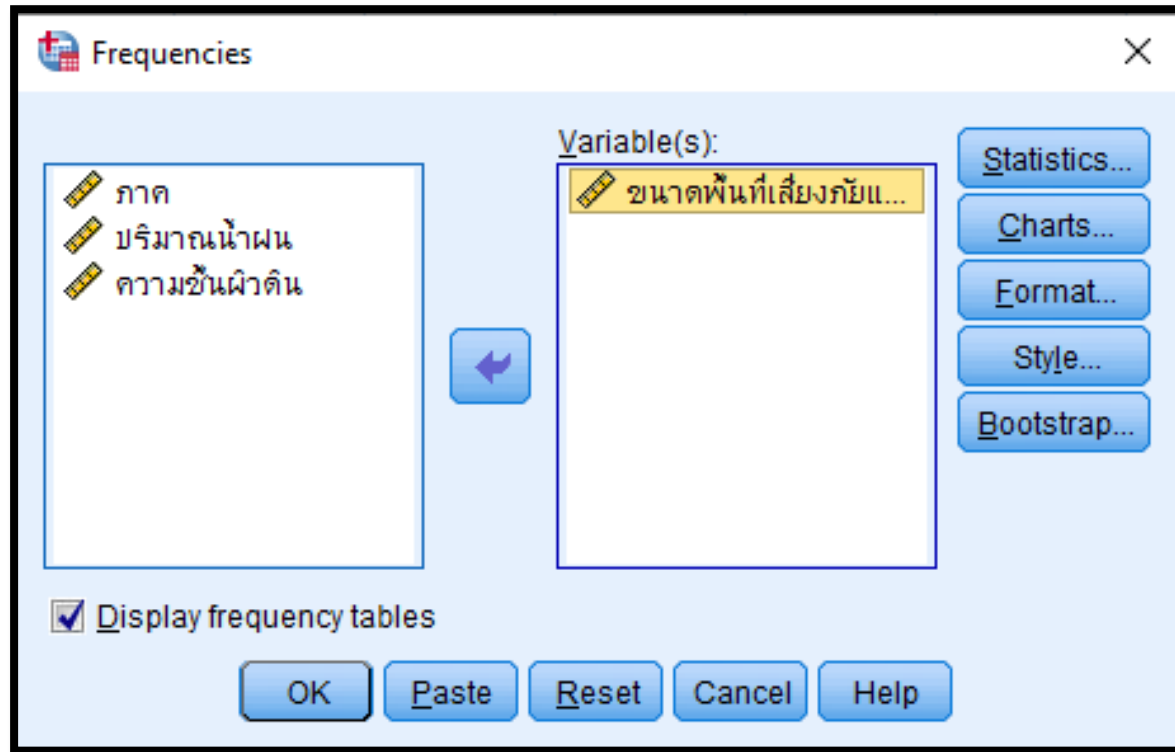 Frequencies
ภาค
ปริมาณน้ำฝน
ความชื้นผิวดิน
Variable(s):
ขนาดพื้นที่เสี่ยงภัยแ...
Statistics...
Charts...
Format...
Style...
Bootstrap...
Display frequency tables
OK
Paste
Reset
Cancel
Help